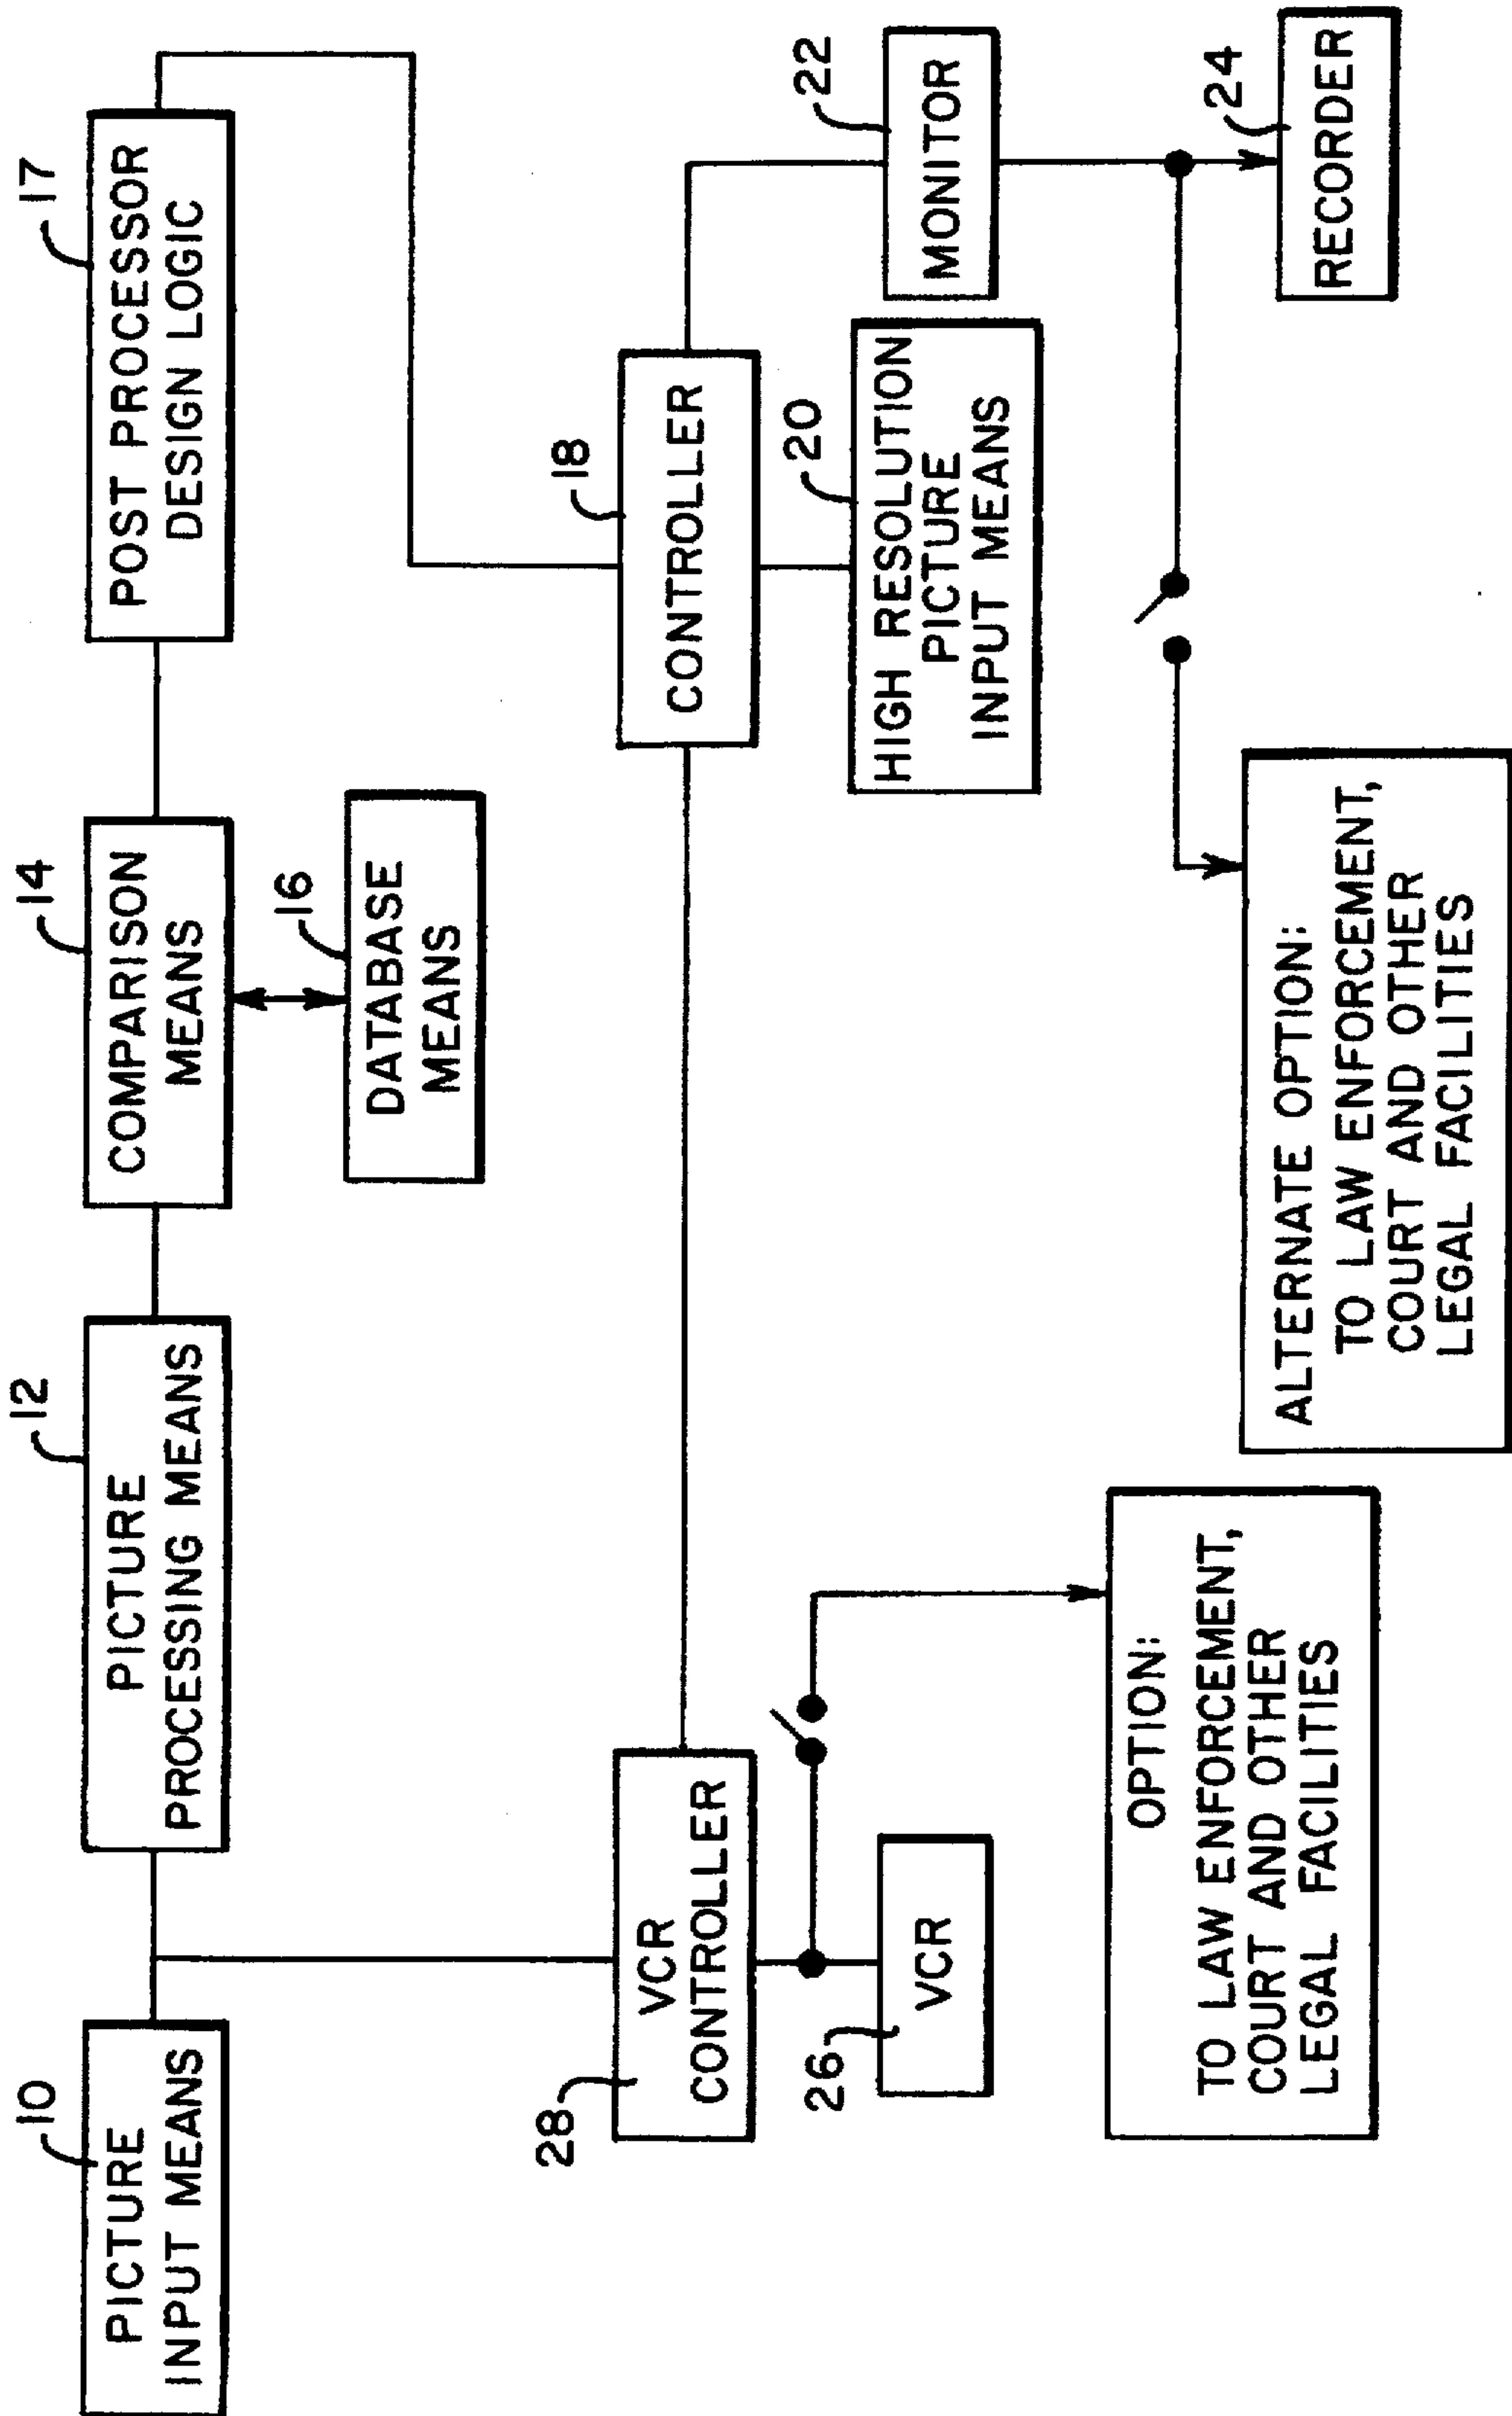 10
PICTURE
INPUT MEANS
12
PICTURE
PROCESSING MEANS
14
COMPARISON
MEANS
17
POST PROCESSOR
DESIGN LOGIC
16
DATABASE
MEANS
28
VCR
CONTROLLER
18
CONTROLLER
26
VCR
20
HIGH RESOLUTION
PICTURE
INPUT MEANS
22
MONITOR
OPTION:
TO LAW ENFORCEMENT,
COURT AND OTHER
LEGAL FACILITIES
ALTERNATE OPTION:
TO LAW ENFORCEMENT,
COURT AND OTHER
LEGAL FACILITIES
24
RECORDER